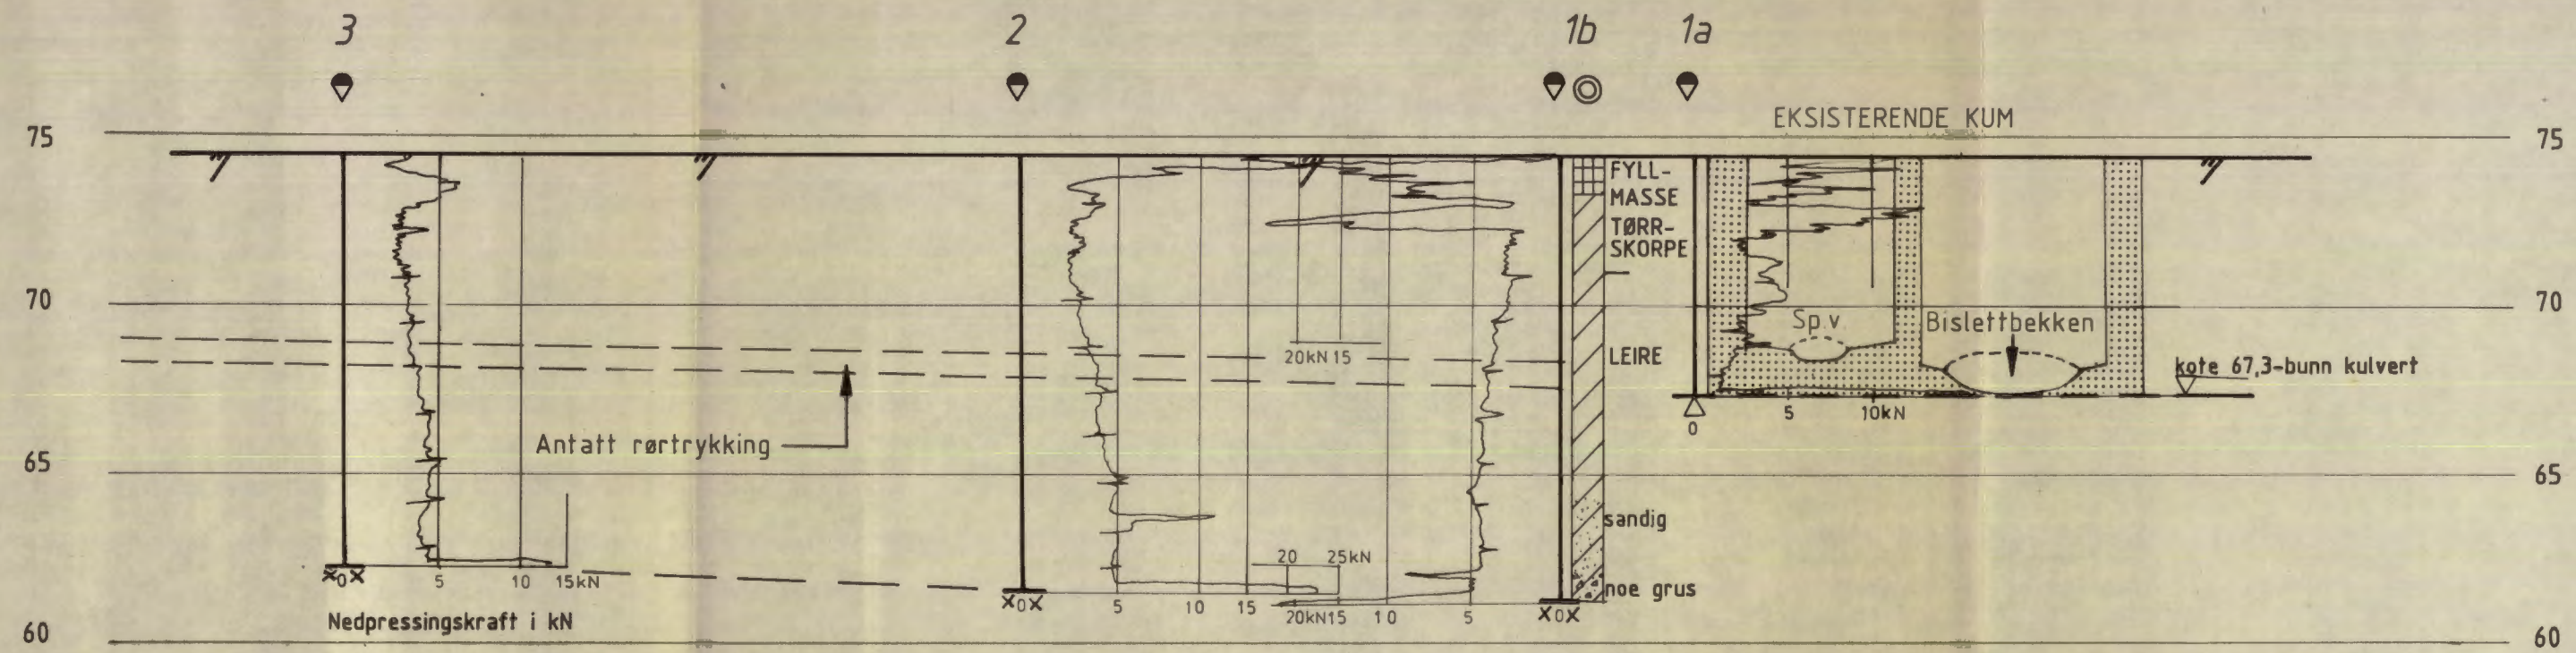 3
2
1b
1a
EKSISTERENDE KUM
75
75
FYLL-
MASSE
TØRR-
SKORPE
70
70
Sp.v
Bislettbekken
20kN 15
LEIRE
kote 67,3-bunn kulvert
5
10kN
0
Antatt rørtrykking
65
65
sandig
20
25kN
0
5
10
15kN
noe grus
0
5
10
15
20kN15
10
5
0
Nedpressingskraft i kN
60
60